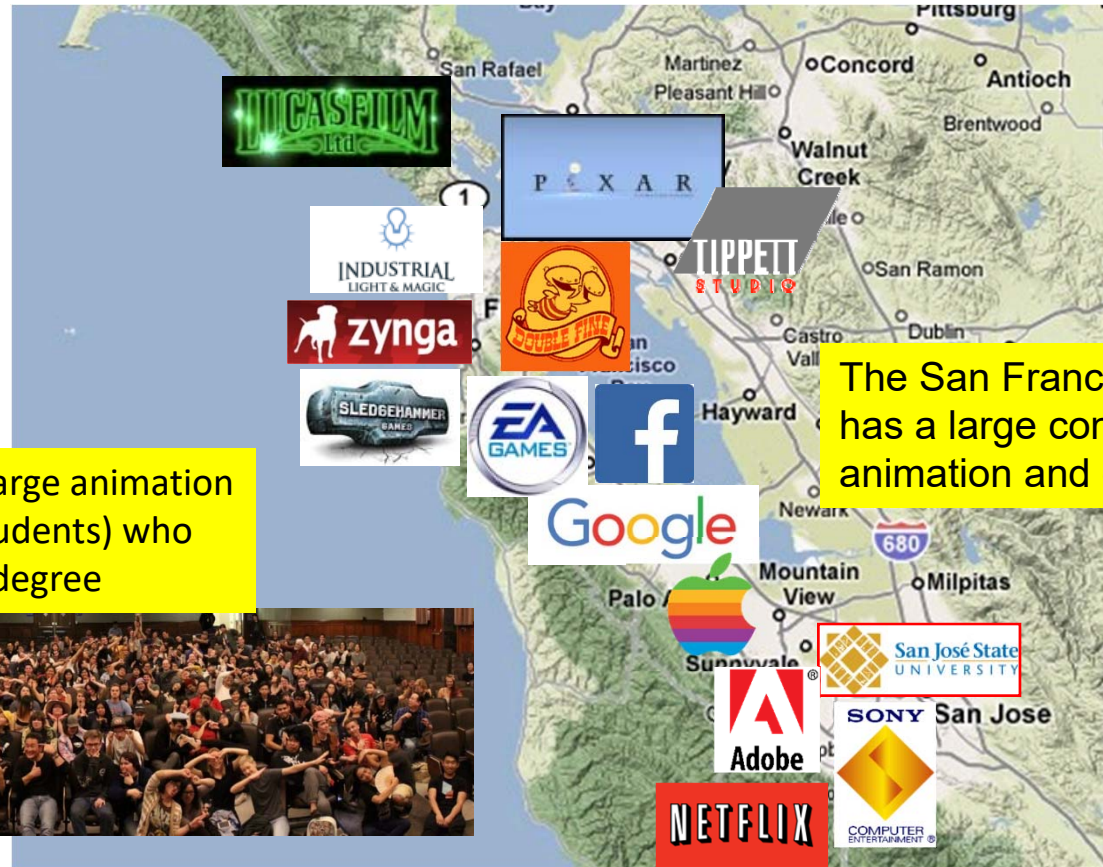 Bay
Pittsburg
San Rafael
Martinez
Concord
Antioch
Pleasant Hill
Brentwood
LUCASFILM
Ltd
Walnut
Creek
PIXAR
1
TIPPETT
STUDIO
INDUSTRIAL
LIGHT & MAGIC
San Ramon
DOUBLE FINE
zynga
Castro
Dublin
SLEDGEHAMMER
GAMES
EA
GAMES
f
Hayward
The San Franc
has a large con
animation and
arge animation
udents) who
degree
Newark
Google
680
Mountain
View
Milpitas
Palo
Sunnyvale
San José State
UNIVERSITY
Adobe
SONY
San Jose
COMPUTER
ENTERTAINMENT ®
NETFLIX